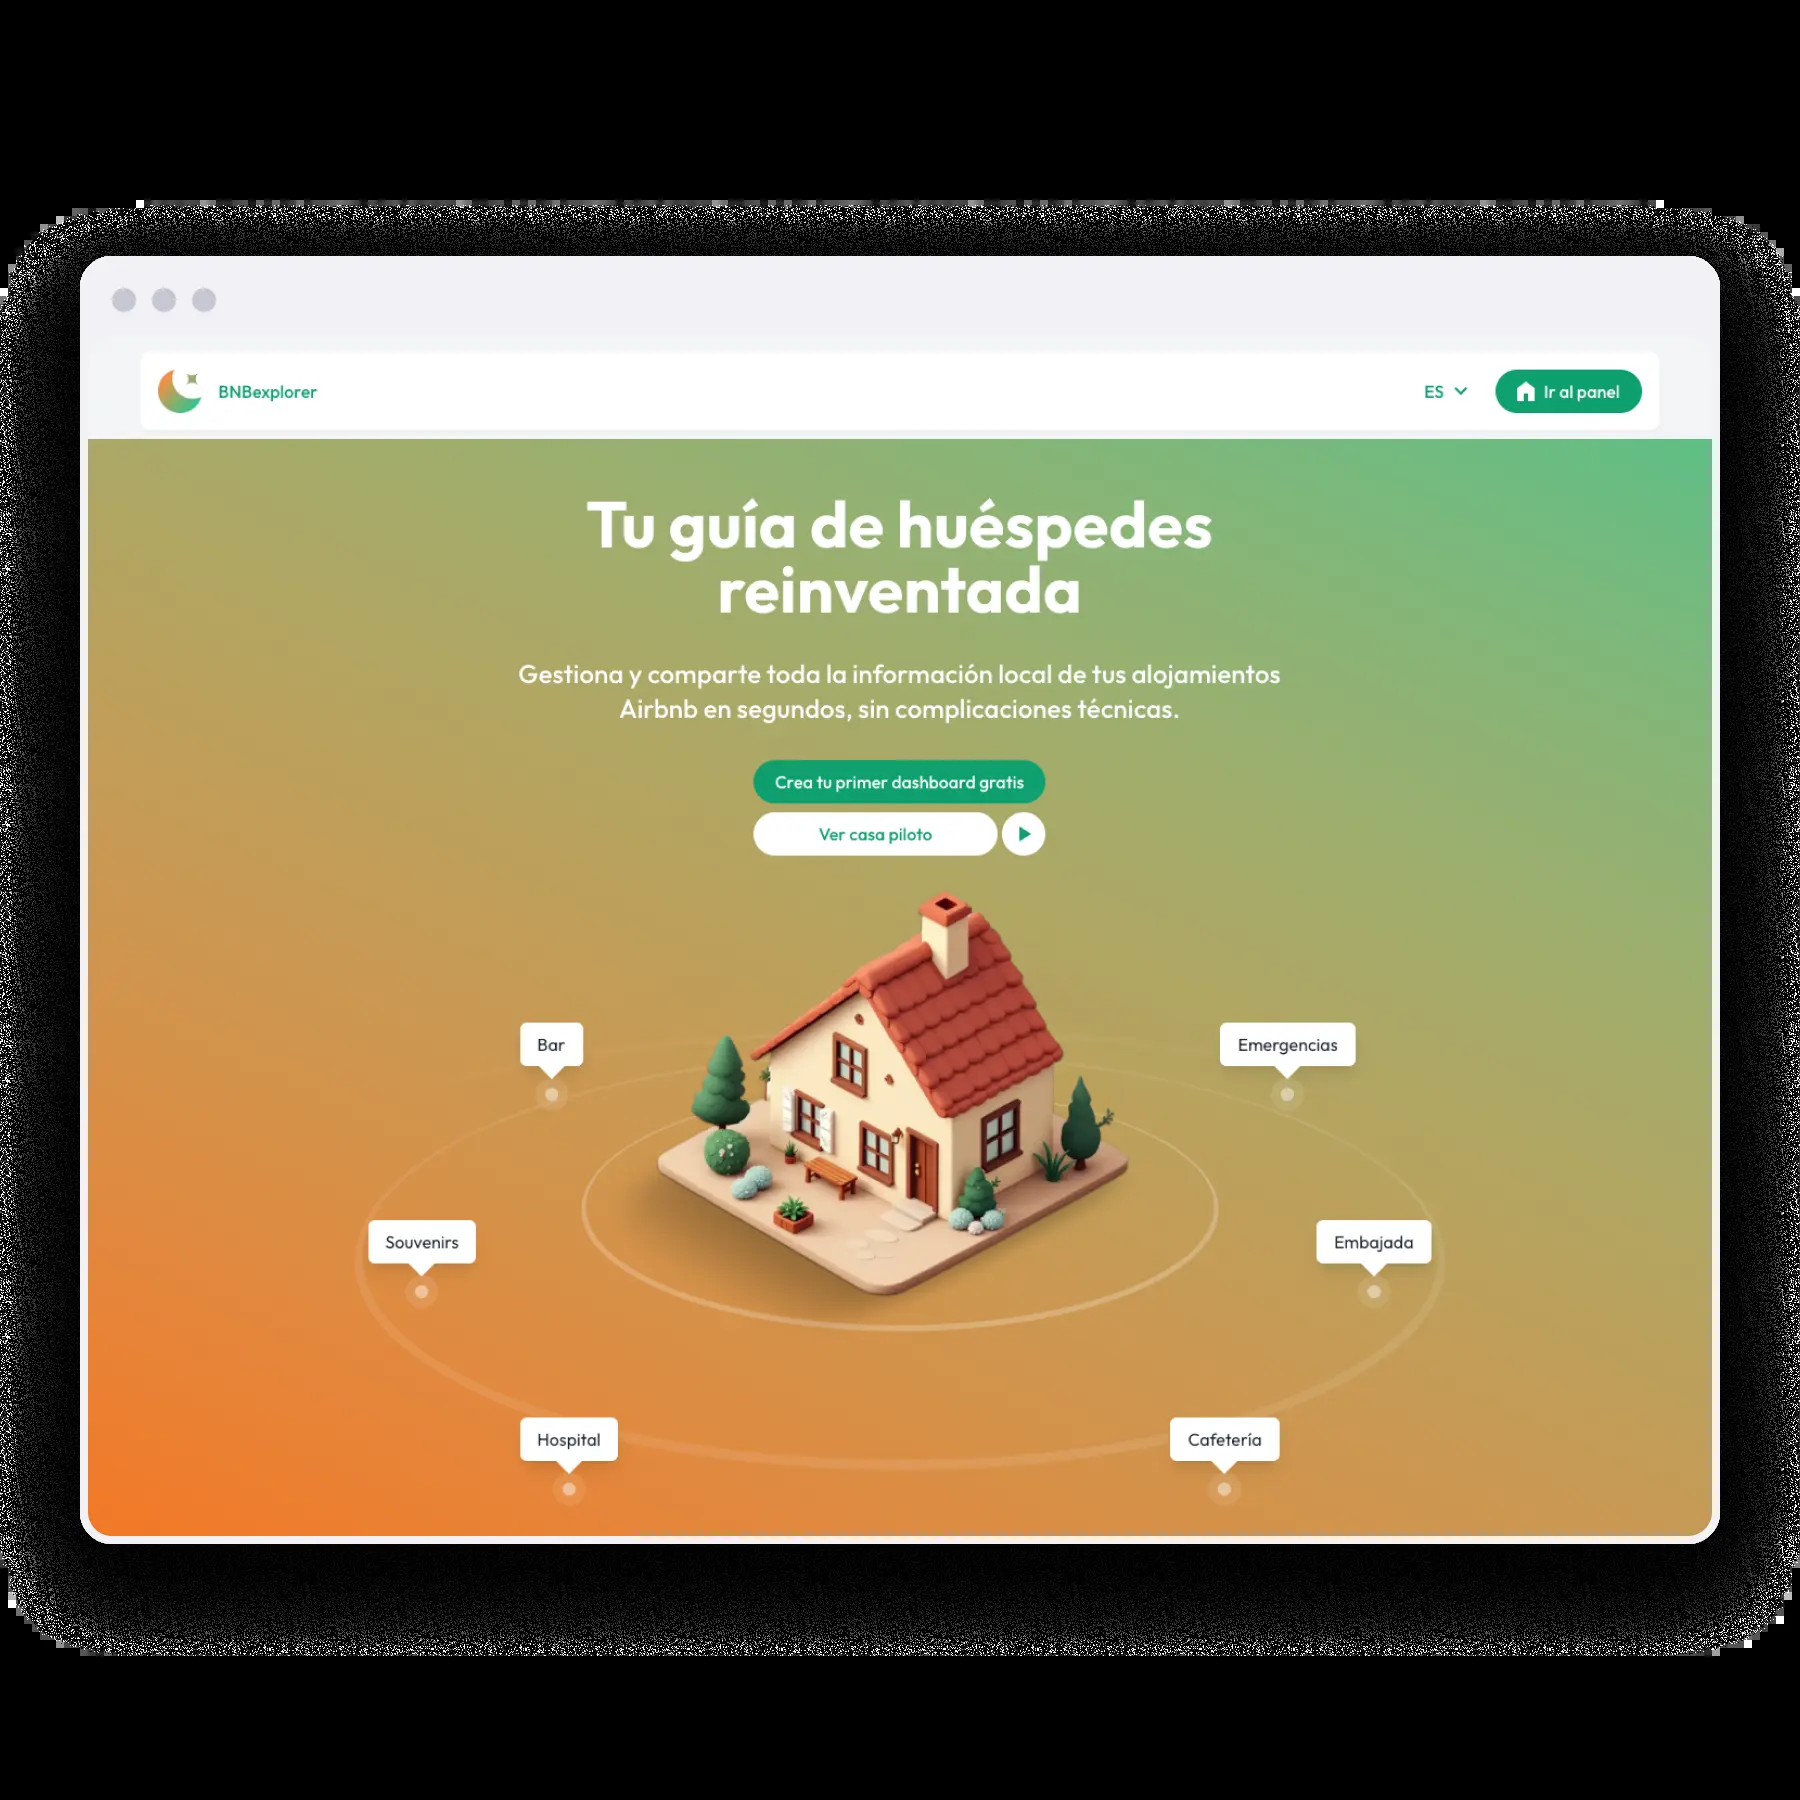 BNBexplorer
ES
Ir al panel
Tu guía de huéspedes
reinventada
Gestiona y comparte toda la información local de tus alojamientos
Airbnb en segundos, sin complicaciones técnicas.
Crea tu primer dashboard gratis
Ver casa piloto
Bar
Emergencias
Souvenirs
Embajada
Hospital
Cafetería